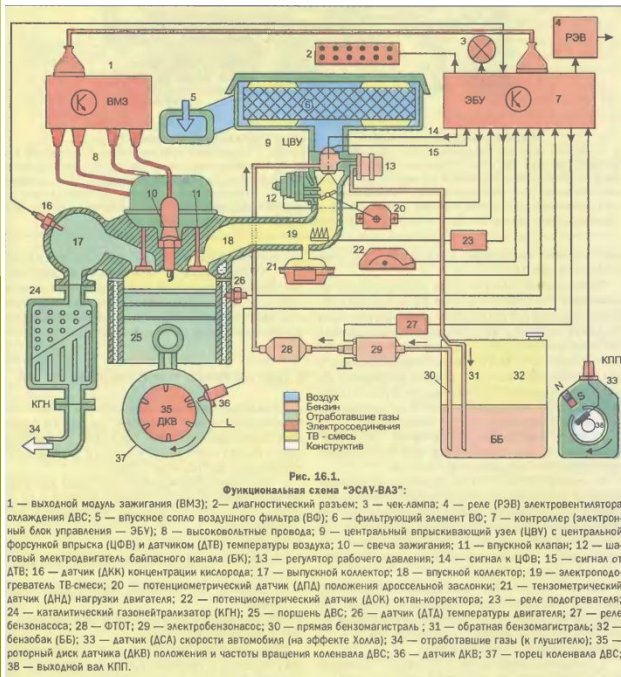 4
РЭВ
1
ВМЗ
К
2
3
ЭБУ
К
7
5
6
9 ЦВУ
14
15
8
13
16
10
11
12
20
17
18
19
22
23
21
24
26
25
27
28
29
КГН
30
31
32
КПП
33
N
S
38
34
35
ДКВ
36
37
ББ
Воздух
Бензин
Отработавшие газы
Электросоединения
ТВ - смесь
Конструктив
Рис. 16.1.
Функциональная схема "ЭСАУ-ВАЗ":
1 — выходной модуль зажигания (ВМЗ); 2— диагностический разъем; 3 — чек-лампа; 4 — реле (РЭВ) электровентилятора
охлаждения ДВС; 5 — впускное сопло воздушного фильтра (ВФ); 6 — фильтрующий элемент ВФ; 7 — контроллер (электрон-
ный блок управления — ЭБУ); 8 — высоковольтные провода; 9 — центральный впрыскивающий узел (ЦВУ) с центральной
форсункой впрыска (ЦФВ) и датчиком (ДТВ) температуры воздуха; 10 — свеча зажигания; 11 — впускной клапан; 12 — ша-
говый электродвигатель байпасного канала (БК); 13 — регулятор рабочего давления; 14 — сигнал к ЦФВ; 15 — сигнал от
ДТВ; 16 — датчик (ДКК) концентрации кислорода; 17 — выпускной коллектор; 18 — впускной коллектор; 19 — электроподо-
греватель ТВ-смеси; 20 — потенциометрический датчик (ДПД) положения дроссельной заслонки; 21 — тензометрический
датчик (ДНД) нагрузки двигателя; 22 — потенциометрический датчик (ДОК) октан-корректора; 23 — реле подогревателя;
24 — каталитический газонейтрализатор (КГН); 25 — поршень ДВС; 26 — датчик (ДТД) температуры двигателя; 27 — реле
бензонасоса; 28 — ФТОТ; 29 — электробензонасос; 30 — прямая бензомагистраль ; 31 — обратная бензомагистраль; 32 —
бензобак (ББ); 33 — датчик (ДСА) скорости автомобиля (на эффекте Холла); 34 — отработавшие газы (к глушителю); 35 —
роторный диск датчика (ДКВ) положения и частоты вращения коленвала ДВС; 36 — датчик ДКВ; 37 — торец коленвала ДВС;
38 — выходной вал КПП.